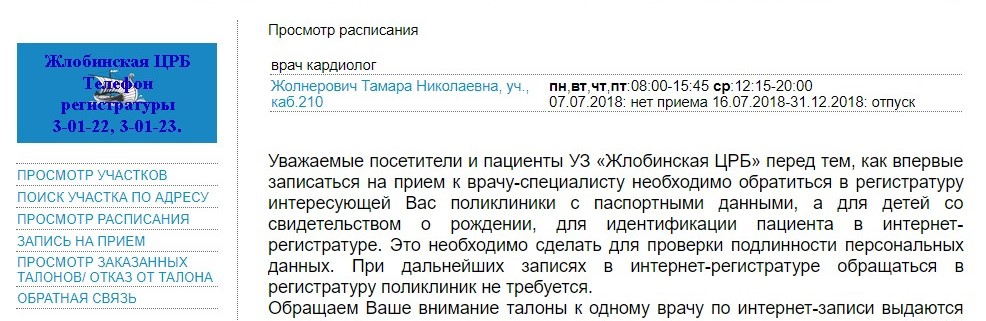 Жлобинская ЦРБ
Телефон
регистратуры
3-01-22, 3-01-23.
ПРОСМОТР УЧАСТКОВ
ПОИСК УЧАСТКА ПО АДРЕСУ
ПРОСМОТР РАСПИСАНИЯ
ЗАПИСЬ НА ПРИЕМ
ПРОСМОТР ЗАКАЗАННЫХ
ТАЛОНОВ/ ОТКАЗ ОТ ТАЛОНА
ОБРАТНАЯ СВЯЗЬ
Просмотр расписания
врач кардиолог
Жолнерович Тамара Николаевна, уч., пн,вт,чт,пт:08:00-15:45 ср:12:15-20:00
каб.210 07.07.2018: нет приема 16.07.2018-31.12.2018: отпуск
Уважаемые посетители и пациенты УЗ «Жлобинская ЦРБ» перед тем, как впервые
записаться на прием к врачу-специалисту необходимо обратиться в регистратуру
интересующей Вас поликлиники с паспортными данными, а для детей со
свидетельством о рождении, для идентификации пациента в интернет-
регистратуре. Это необходимо сделать для проверки подлинности персональных
данных. При дальнейших записях в интернет-регистратуре обращаться в
регистратуру поликлиник не требуется.
Обращаем Ваше внимание талоны к одному врачу по интернет-записи выдаются